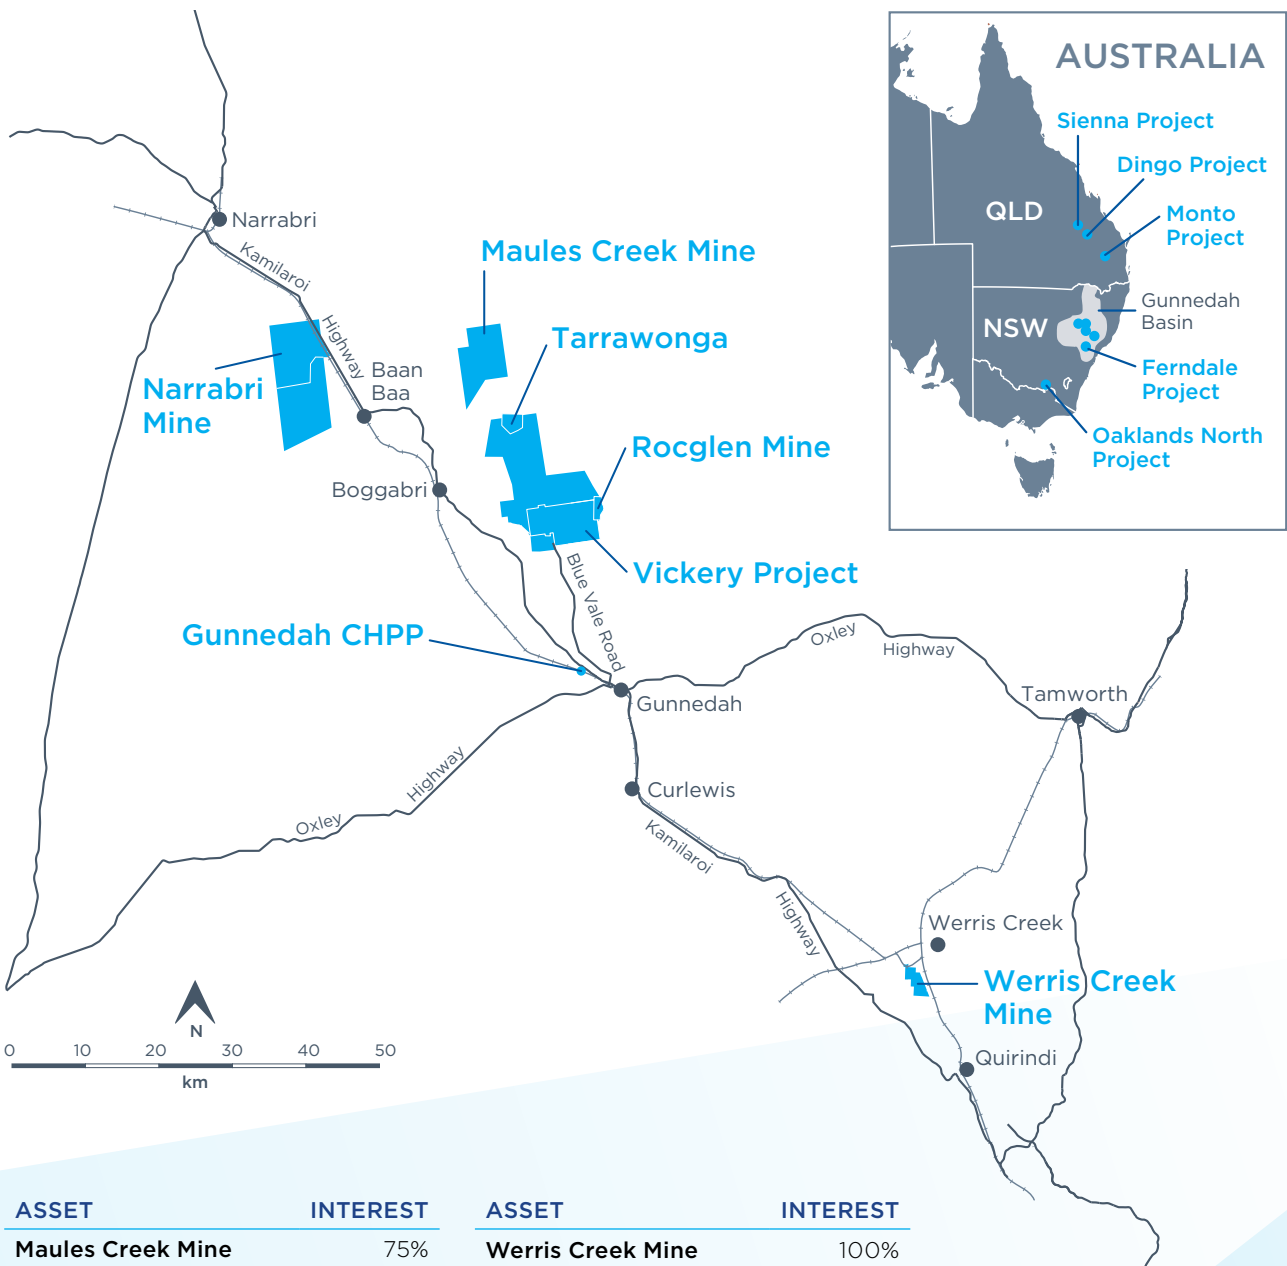 AUSTRALIA
Sienna Project
Dingo Project
QLD
Monto
Project
Gunnedah
Basin
NSW
Ferndale
Project
Oaklands North
Project
Narrabri
Kamilaroi
Highway
Maules Creek Mine
Tarrawonga
Narrabri
Mine
Baan
Baa
Rocglen Mine
Boggabri
Vickery Project
Blue Vale Road
Gunnedah CHPP
Oxley
Highway
Gunnedah
Tamworth
Highway
Oxley
Curlewis
Kamilaroi
Highway
Werris Creek
Werris Creek
Mine
Quirindi
N
0 10 20 30 40 50
km
ASSET INTEREST
Maules Creek Mine 75%
ASSET INTEREST
Werris Creek Mine 100%